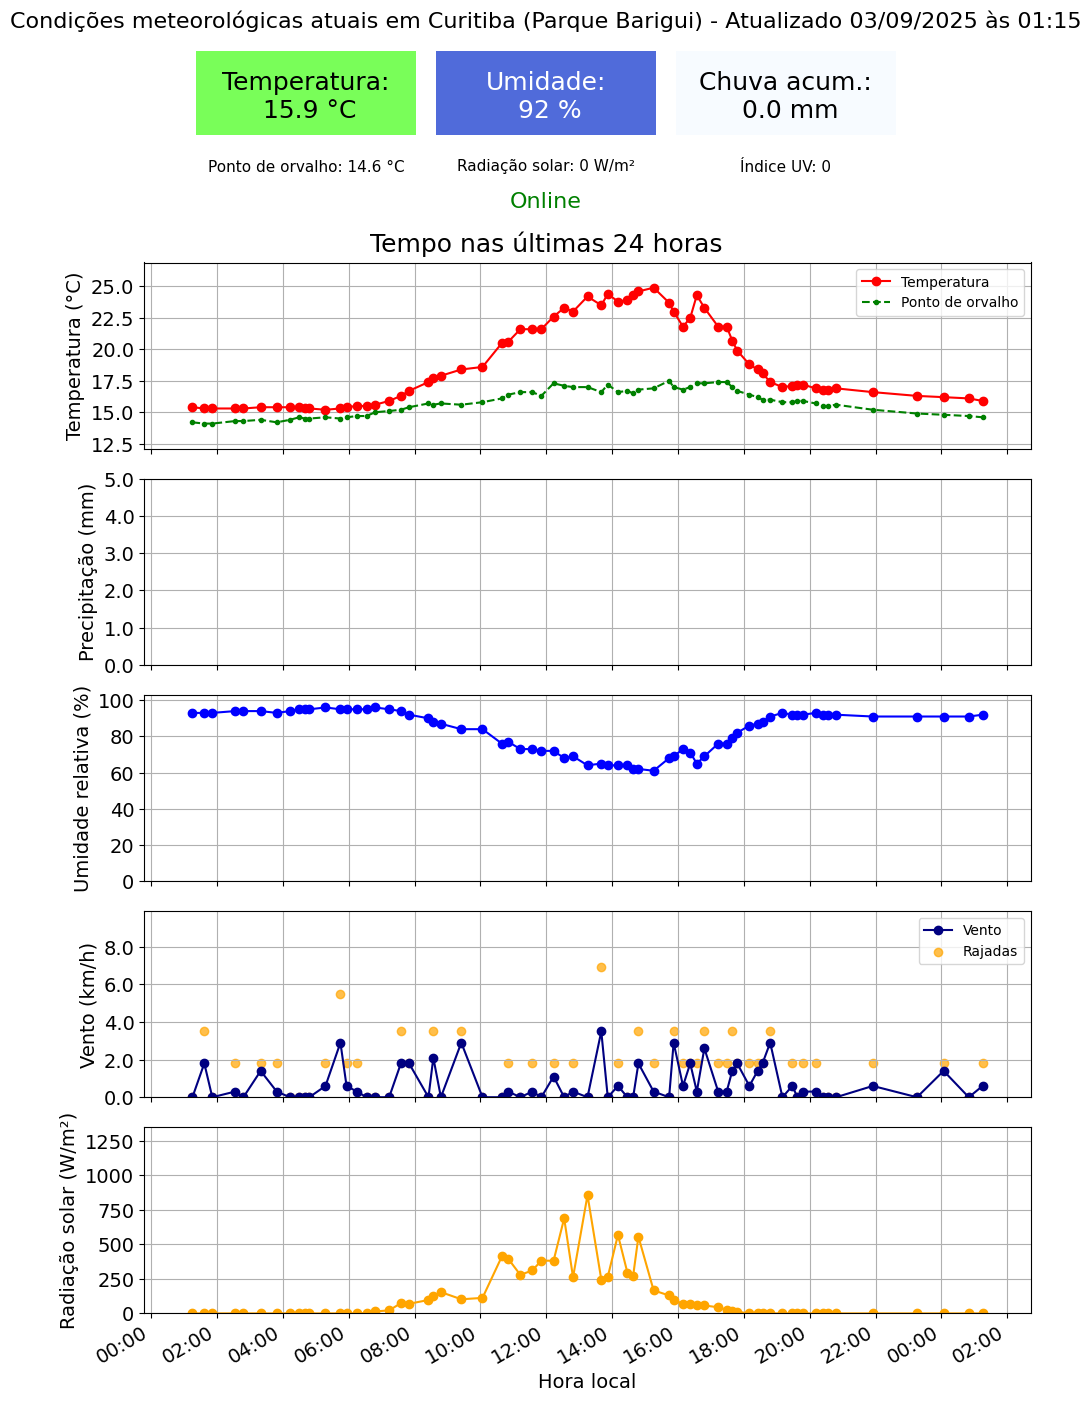 Condições meteorológicas atuais em Curitiba (Parque Barigui) - Atualizado 03/09/2025 às 01:15
Temperatura:
15.9 °C
Umidade:
92 %
Chuva acum.:
0.0 mm
Ponto de orvalho: 14.6 °C
Radiação solar: 0 W/m²
Índice UV: 0
Online
Tempo nas últimas 24 horas
Temperatura (°C)
25.0
22.5
20.0
17.5
15.0
12.5
Temperatura
Ponto de orvalho
Precipitação (mm)
5.0
4.0
3.0
2.0
1.0
0.0
Umidade relativa (%)
100
80
60
40
20
0
Vento (km/h)
8.0
6.0
4.0
2.0
0.0
Vento
Rajadas
Radiação solar (W/m²)
1250
1000
750
500
250
0
00:00
02:00
04:00
06:00
08:00
10:00
12:00
14:00
16:00
18:00
20:00
22:00
00:00
02:00
Hora local